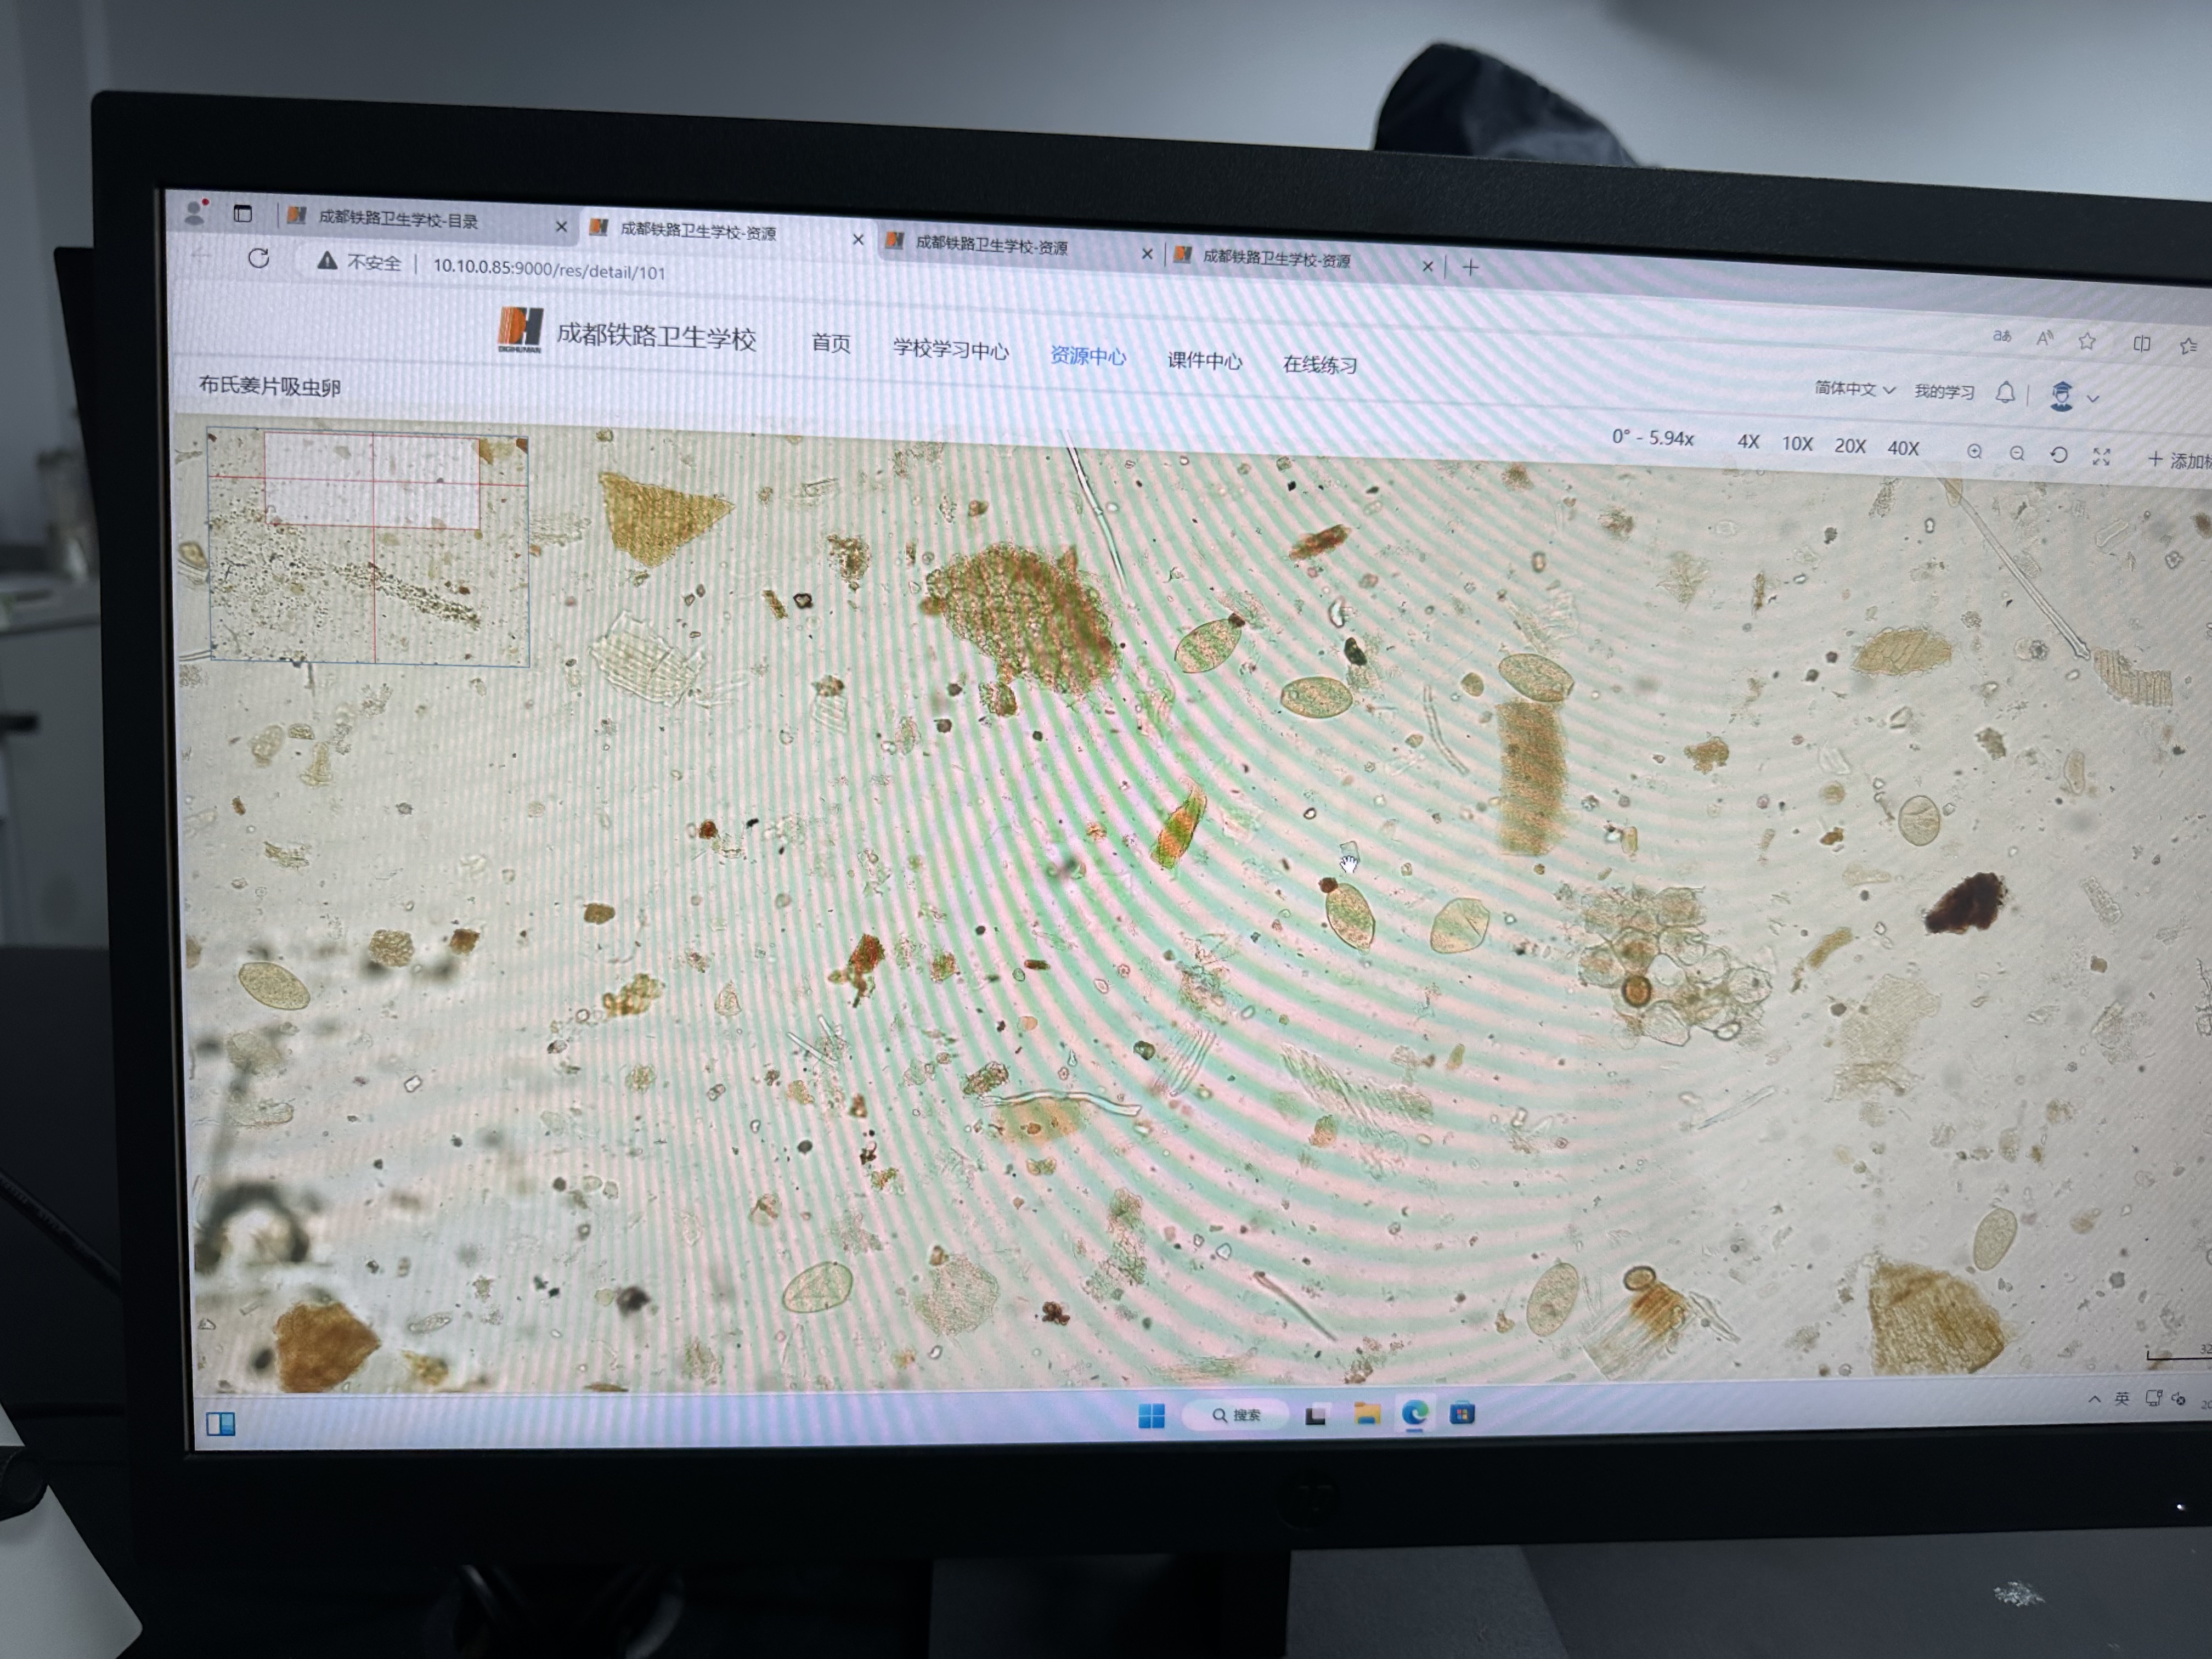 成都铁路卫生学校-目录
成都铁路卫生学校-资源
成都铁路卫生学校-资源
成都铁路卫生学校-资源
不安全 10.10.0.85:9000/res/detail/101
DIGIHUMAN 成都铁路卫生学校 首页 学校学习中心 资源中心 课件中心 在线练习
简体中文 我的学习
布氏姜片吸虫卵
0° - 5.94x 4X 10X 20X 40X 添加
32
搜索
英
20